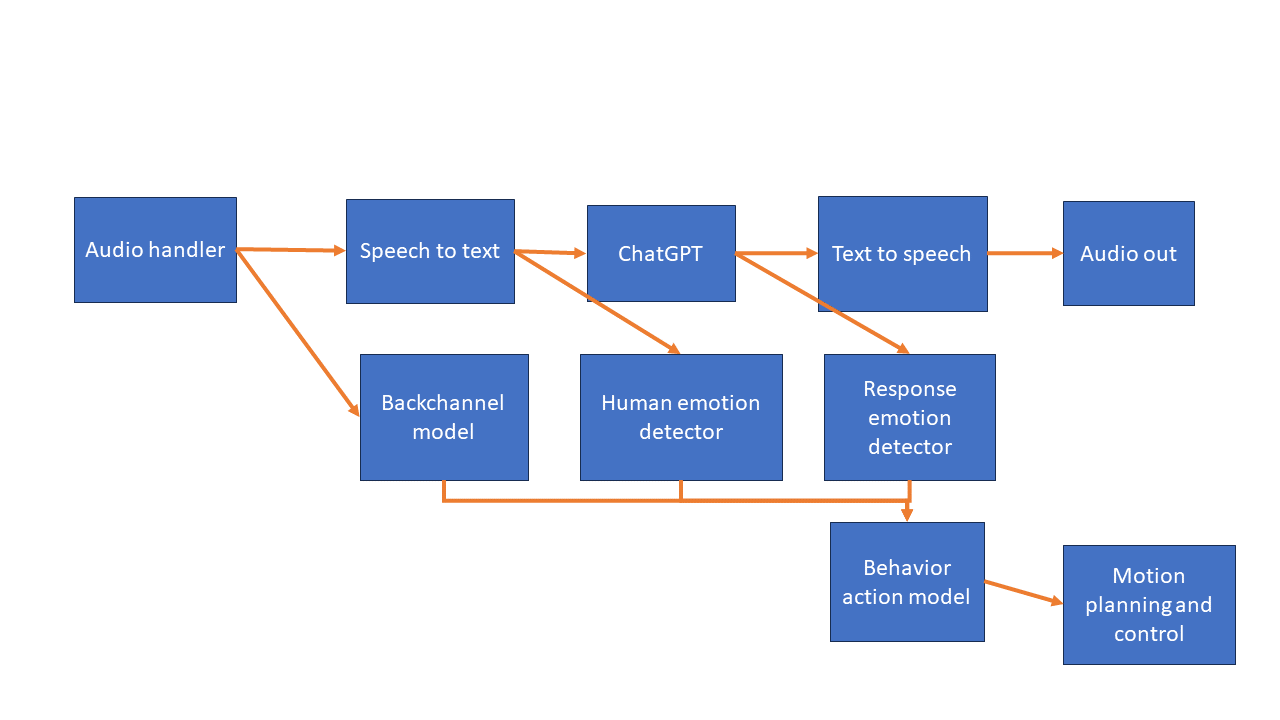 Audio handler
Speech to text
ChatGPT
Text to speech
Audio out
Backchannel
model
Human emotion
detector
Response
emotion
detector
Behavior
action model
Motion
planning and
control